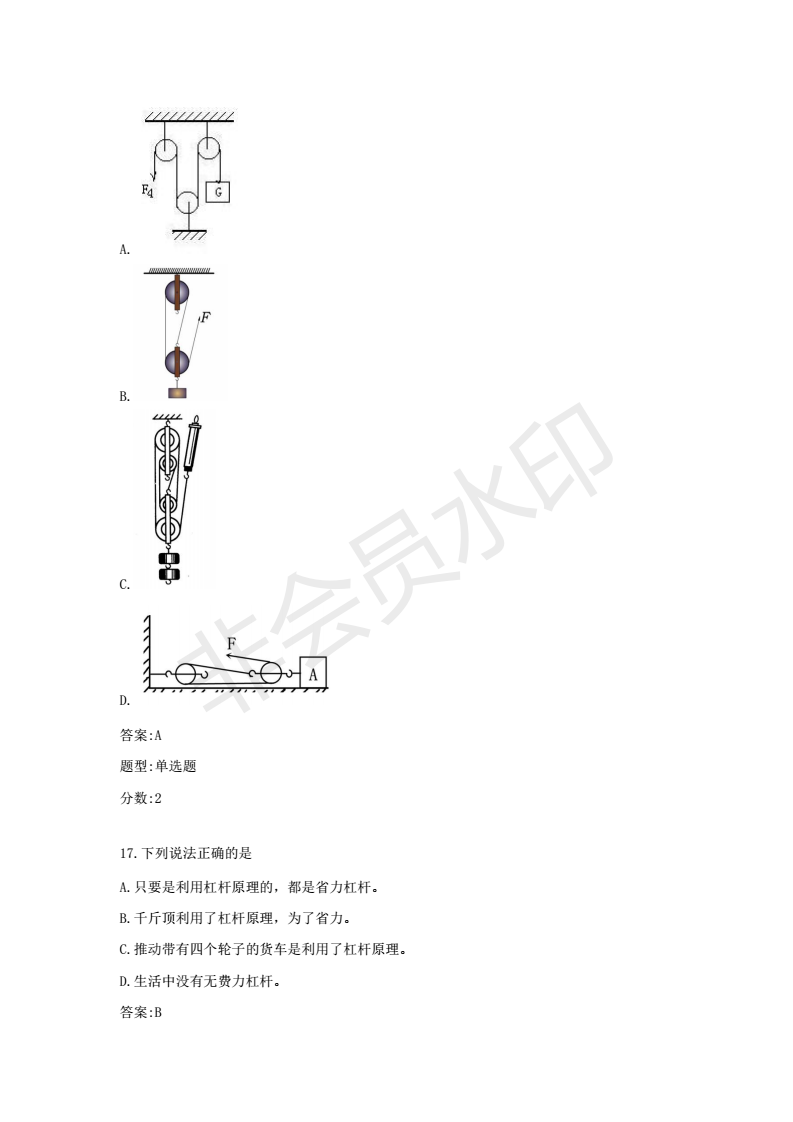 F4
G
A.
F
B.
C.
F
A
D.
答案:A
题型:单选题
分数:2
17.下列说法正确的是
A.只要是利用杠杆原理的，都是省力杠杆。
B.千斤顶利用了杠杆原理，为了省力。
C.推动带有四个轮子的货车是利用了杠杆原理。
D.生活中没有无费力杠杆。
答案:B
非会员水印